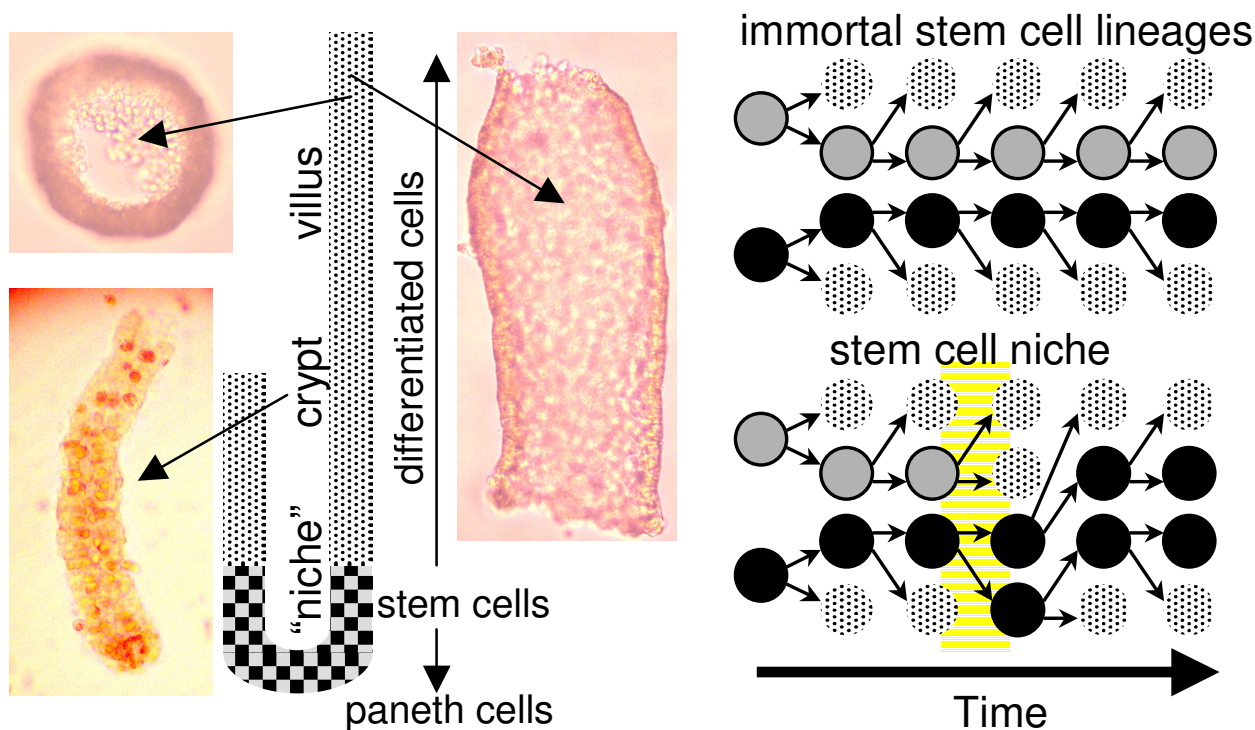 villus
crypt
“niche”
differentiated cells
stem cells
paneth cells
immortal stem cell lineages
stem cell niche
Time